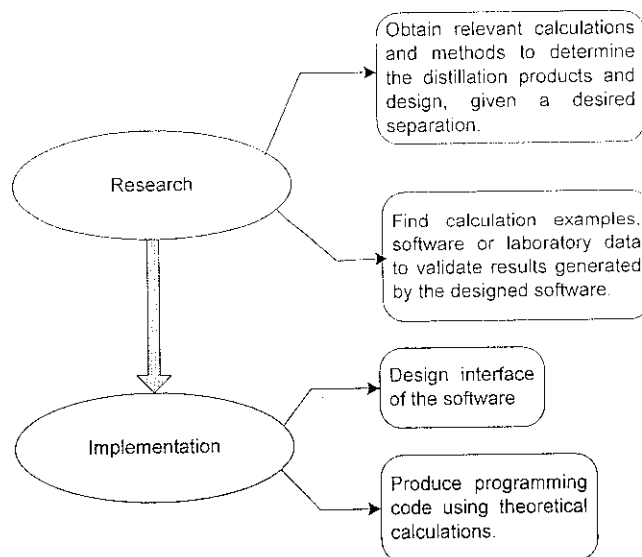 Obtain relevant calculations
and methods to determine
the distillation products and
design, given a desired
separation.
Research
Find calculation examples,
software or laboratory data
to validate results generated
by the designed software.
Design interface
of the software
Implementation
Produce programming
code using theoretical
calculations.